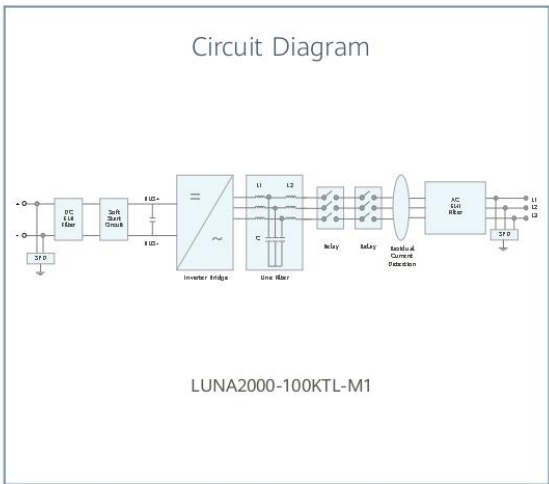 Circuit Diagram
L1
L2
BUS+
+
DC
EMI
Filter
Soft
Start
Circuit
=
~
C
AC
EMI
Filter
L1
L2
L3
-
BUS-
SPD
SPD
Inverter Bridge
Line Filter
Relay
Relay
Residual
Current
Detection
LUNA2000-100KTL-M1